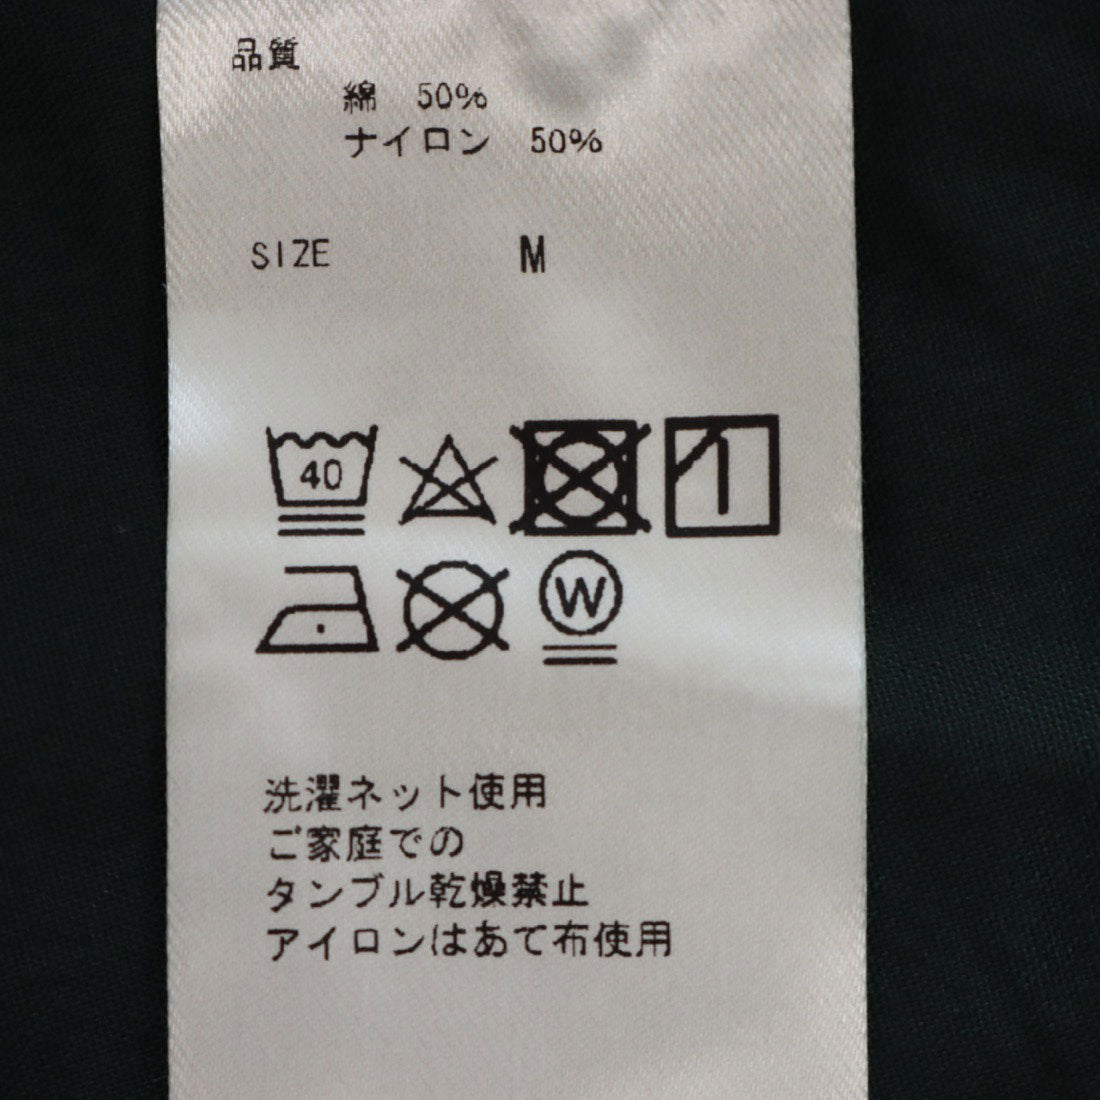 品質
綿 50%
ナイロン 50%
SIZE M
40
W
洗濯ネット使用
ご家庭での
タンブル乾燥禁止
アイロンはあて布使用